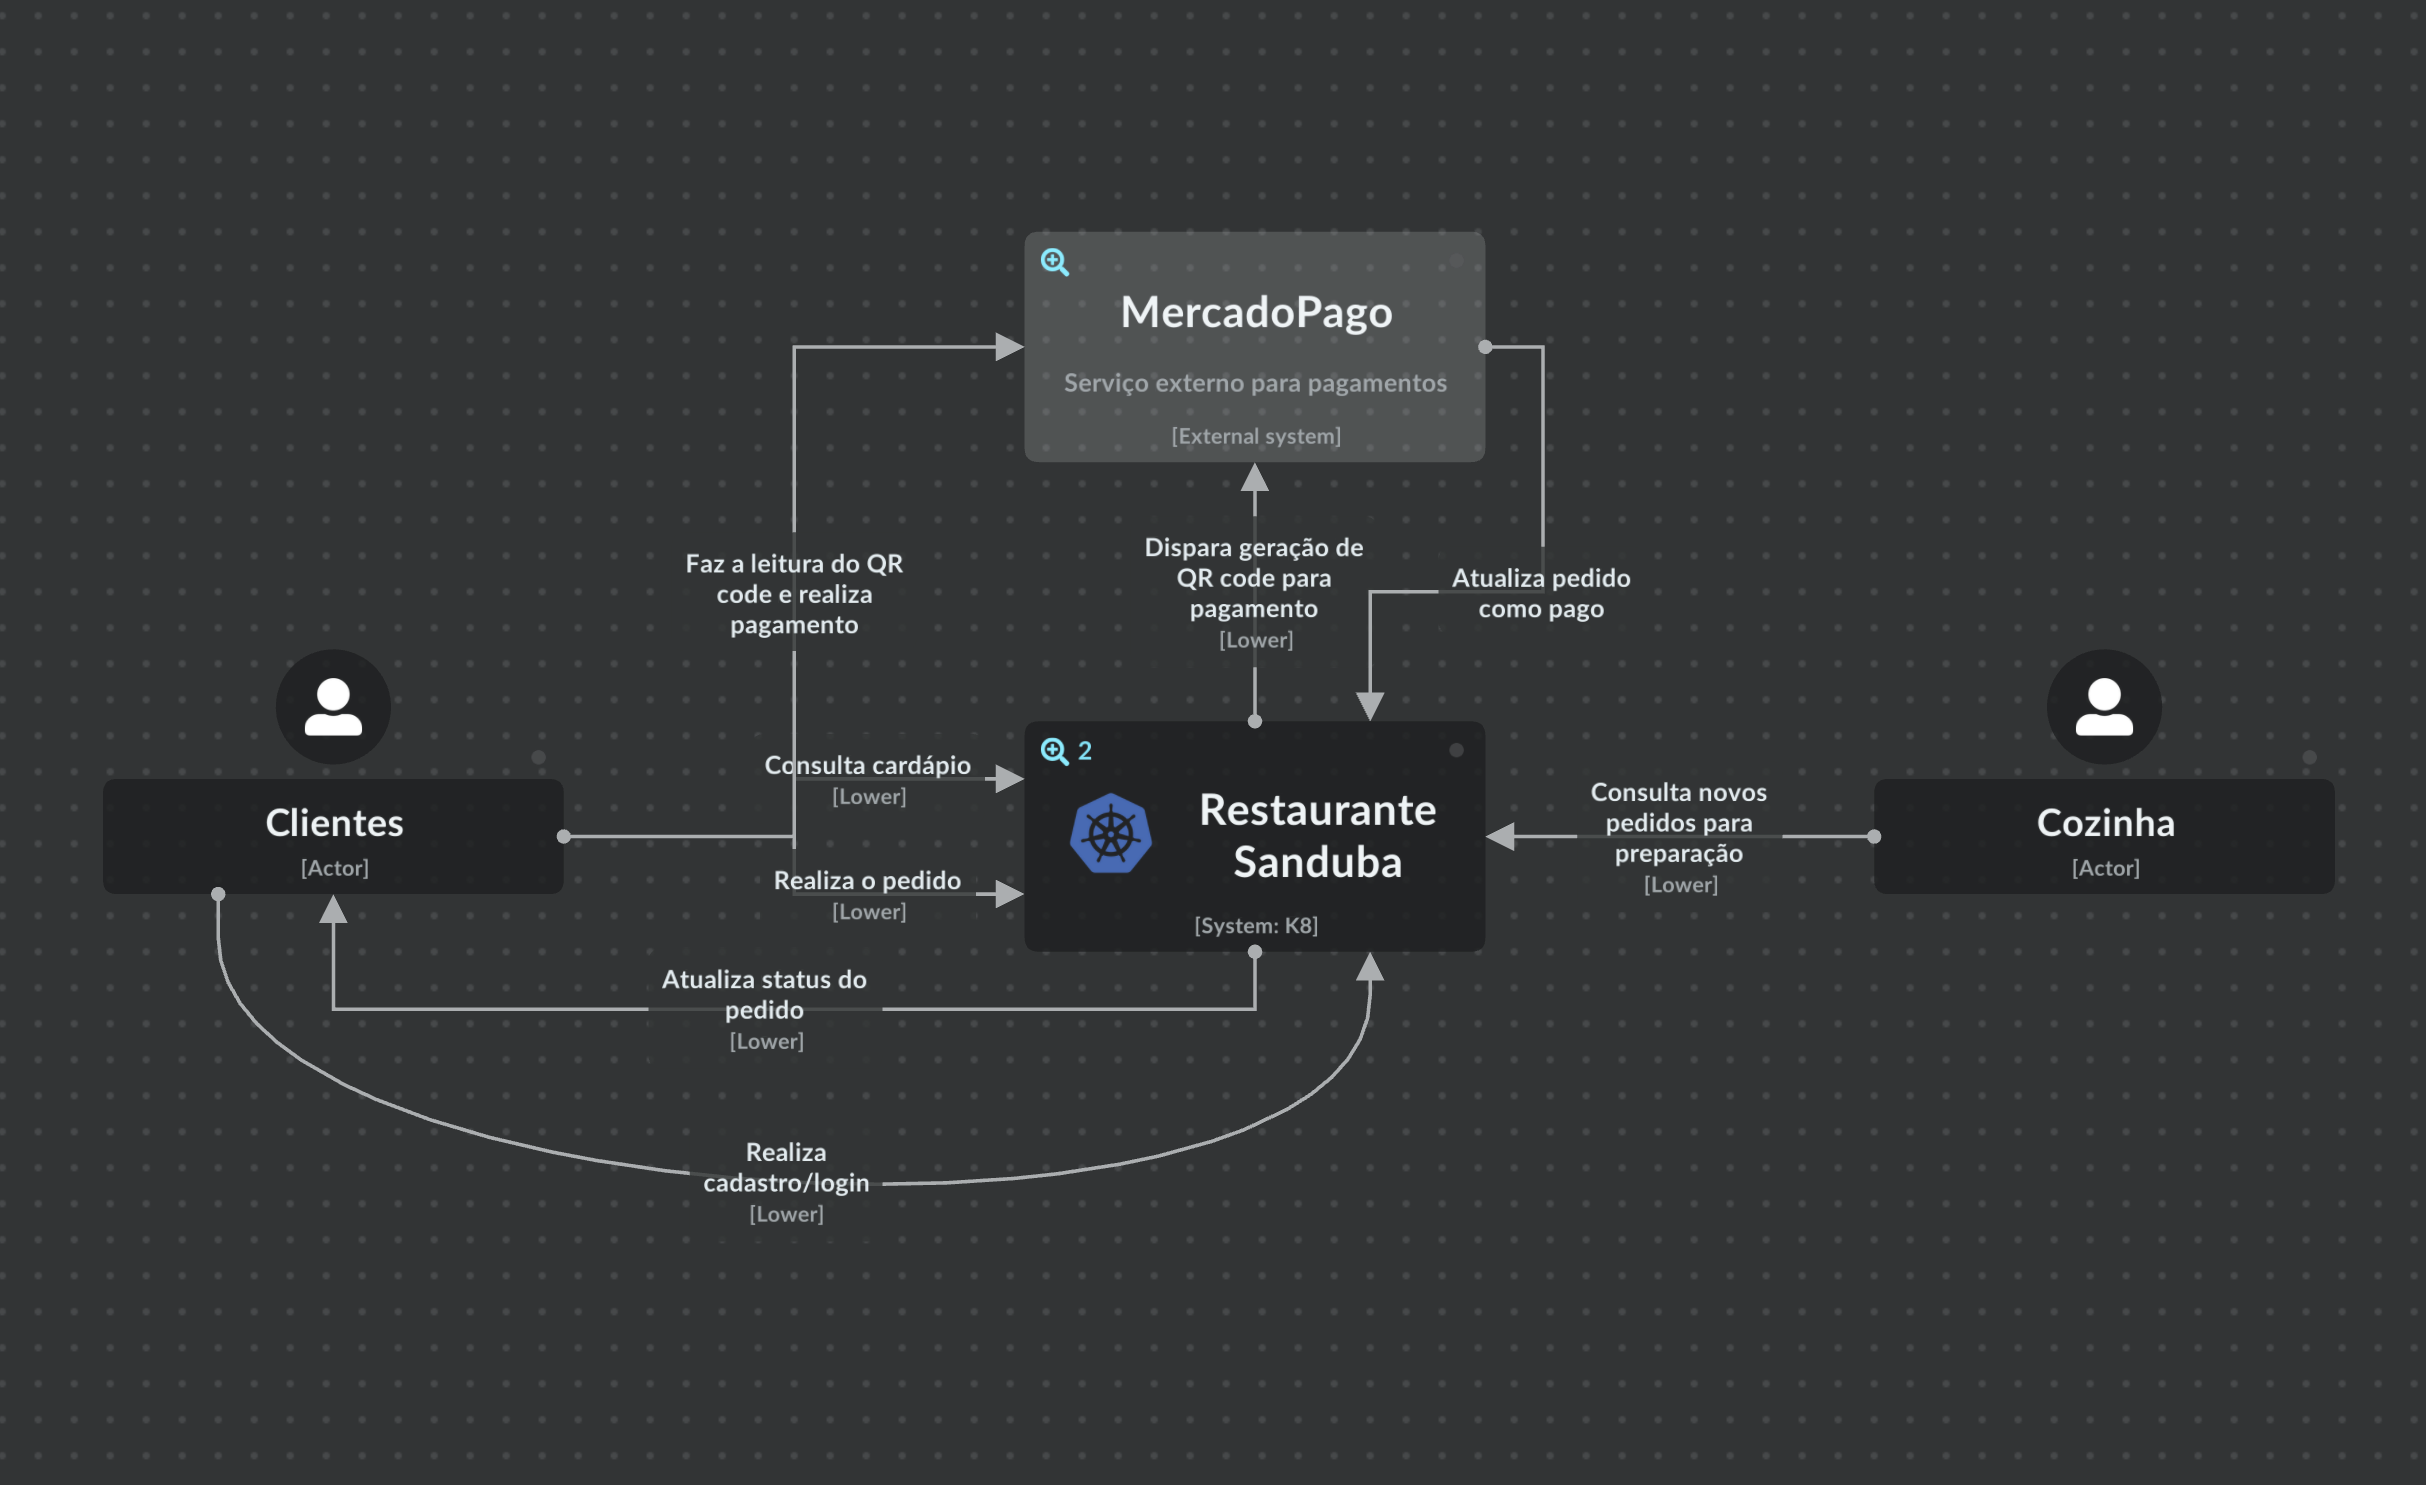 MercadoPago
Serviço externo para pagamentos
[External system]
Faz a leitura do QR
code e realiza
pagamento
Dispara geração de
QR code para
pagamento
[Lower]
Atualiza pedido
como pago
Clientes
[Actor]
Consulta cardápio
[Lower]
Realiza o pedido
[Lower]
2
Restaurante
Sanduba
[System: K8]
Consulta novos
pedidos para
preparação
[Lower]
Cozinha
[Actor]
Atualiza status do
pedido
[Lower]
Realiza
cadastro/login
[Lower]